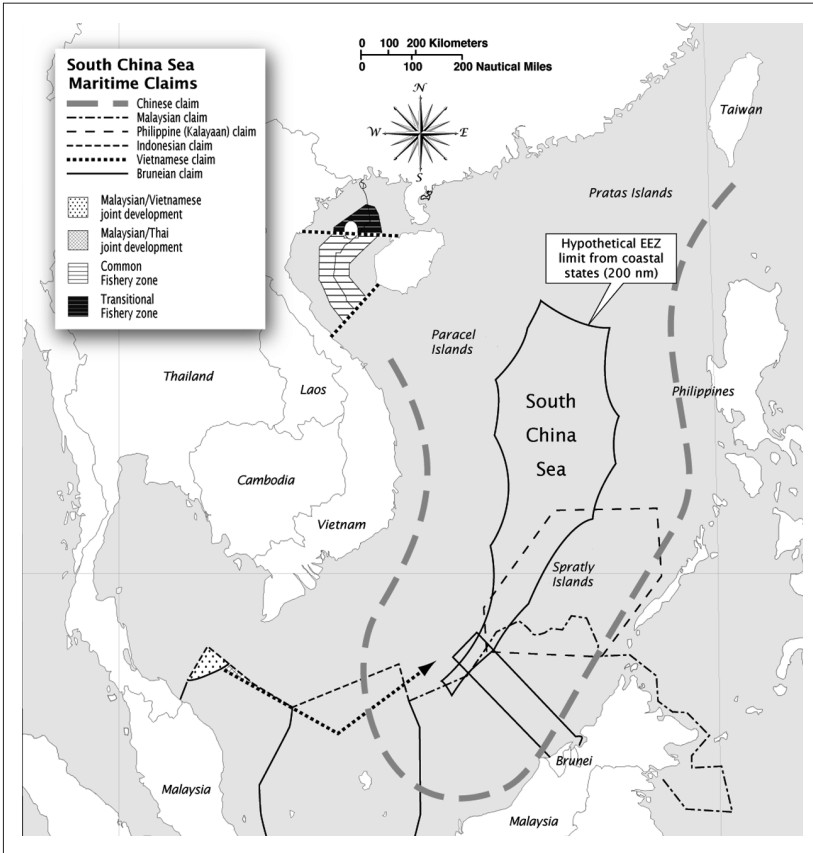 South China Sea
Maritime Claims
Chinese claim
Malaysian claim
Philippine (Kalayaan) claim
Indonesian claim
Vietnamese claim
Bruneian claim
Malaysian/Vietnamese
joint development
Malaysian/Thai
joint development
Common
Fishery zone
Transitional
Fishery zone
0 100 200 Kilometers
0 100 200 Nautical Miles
N
W E
S
Taiwan
Pratas Islands
Hypothetical EEZ
limit from coastal
states (200 nm)
Paracel
Islands
Thailand
Laos
Philippines
South
China
Sea
Cambodia
Vietnam
Spratly
Islands
Brunei
Malaysia
Malaysia